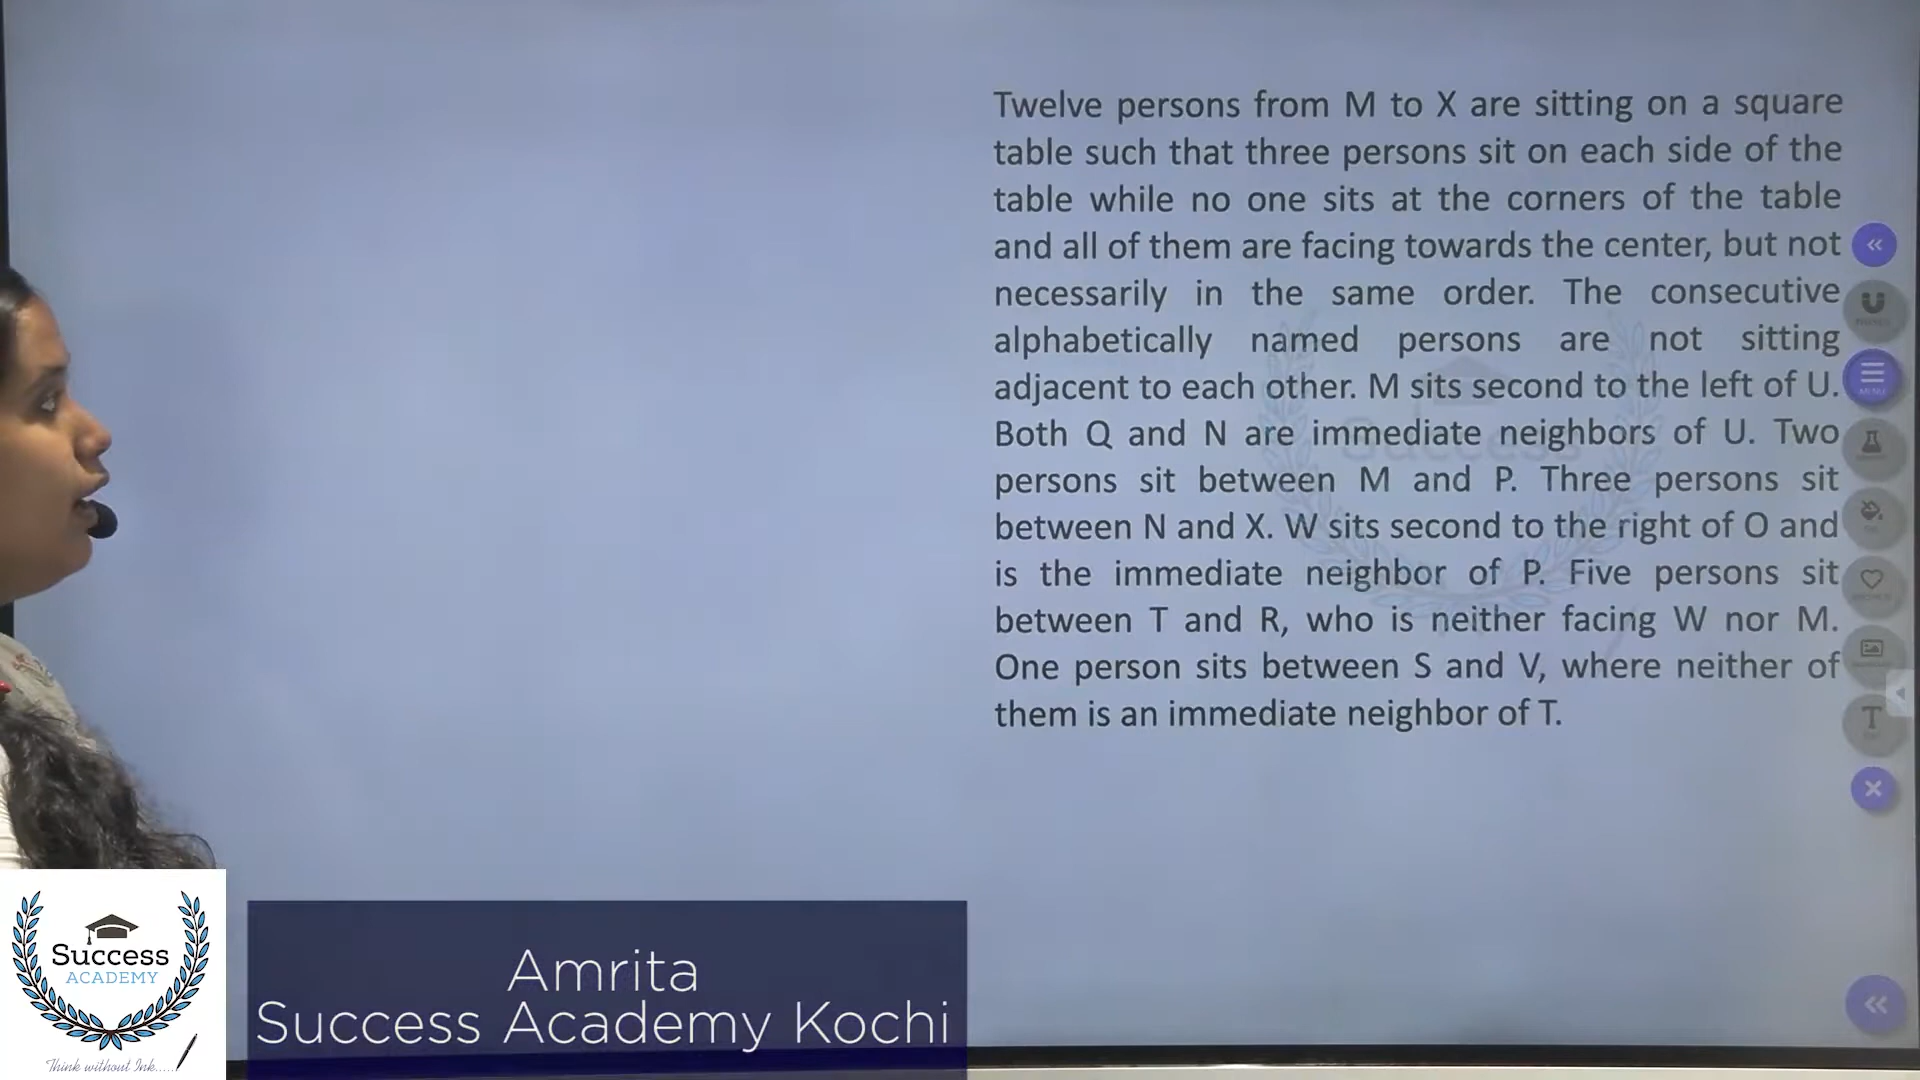 Twelve persons from M to X are sitting on a square
table such that three persons sit on each side of the
table while no one sits at the corners of the table
and all of them are facing towards the center, but not
necessarily in the same order. The consecutive
alphabetically named persons are not sitting
adjacent to each other. M sits second to the left of U.
Both Q and N are immediate neighbors of U. Two
persons sit between M and P. Three persons sit
between N and X. W sits second to the right of O and
is the immediate neighbor of P. Five persons sit
between T and R, who is neither facing W nor M.
One person sits between S and V, where neither of
them is an immediate neighbor of T.
Success
MENU
T
Success
ACADEMY
Think without Ink.....
Amrita
Success Academy Kochi